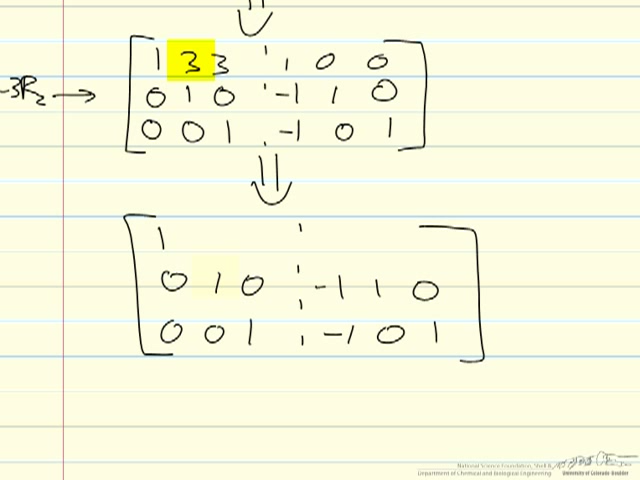 1 3 3 ¦ 1 0 0
-3R₂ → 0 1 0 ¦ -1 1 0
0 0 1 ¦ -1 0 1
⇓
1 ¦
0 1 0 ¦ -1 1 0
0 0 1 ¦ -1 0 1
National Science Foundation, Shell &
Department of Chemical and Biological Engineering University of Colorado Boulder